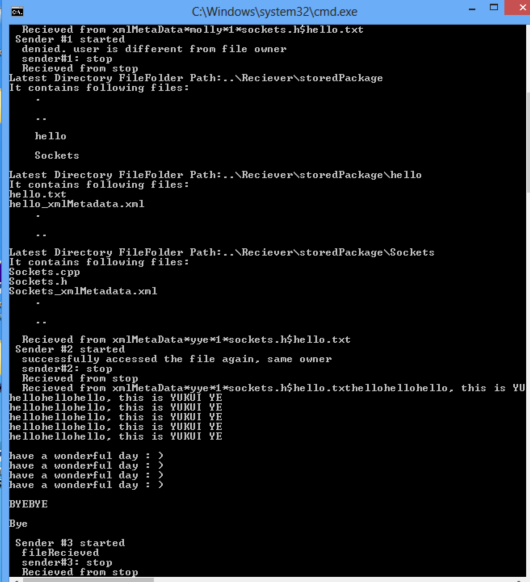 C:\Windows\system32\cmd.exe
Recieved from xmlMetaData*molly*1*sockets.h$hello.txt
Sender #1 started
denied. user is different from file owner
sender#1: stop
Recieved from stop
Latest Directory FileFolder Path:..\Reciever\storedPackage
It contains following files:
.
..
hello
Sockets
Latest Directory FileFolder Path:..\Reciever\storedPackage\hello
It contains following files:
hello.txt
hello_xmlMetadata.xml
.
..
Latest Directory FileFolder Path:..\Reciever\storedPackage\Sockets
It contains following files:
Sockets.cpp
Sockets.h
Sockets_xmlMetadata.xml
.
..
Recieved from xmlMetaData*yye*1*sockets.h$hello.txt
Sender #2 started
successfully accessed the file again, same owner
sender#2: stop
Recieved from stop
Recieved from xmlMetaData*yye*1*sockets.h$hello.txthellohellohello, this is YU
hellohellohello, this is YUKUI YE
hellohellohello, this is YUKUI YE
hellohellohello, this is YUKUI YE
hellohellohello, this is YUKUI YE
hellohellohello, this is YUKUI YE
have a wonderful day : )
have a wonderful day : )
have a wonderful day : )
have a wonderful day : )
BYEBYE
Bye
Sender #3 started
fileRecieved
sender#3: stop
Recieved from stop